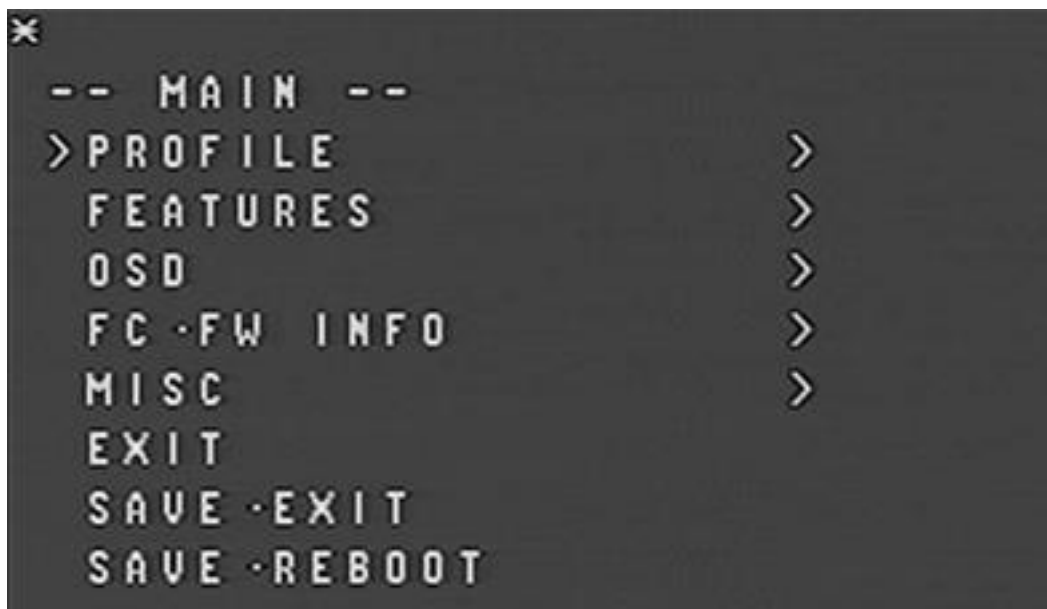 *
-- MAIN --
>PROFILE >
FEATURES >
OSD >
FC·FW INFO >
MISC >
EXIT
SAVE·EXIT
SAVE·REBOOT